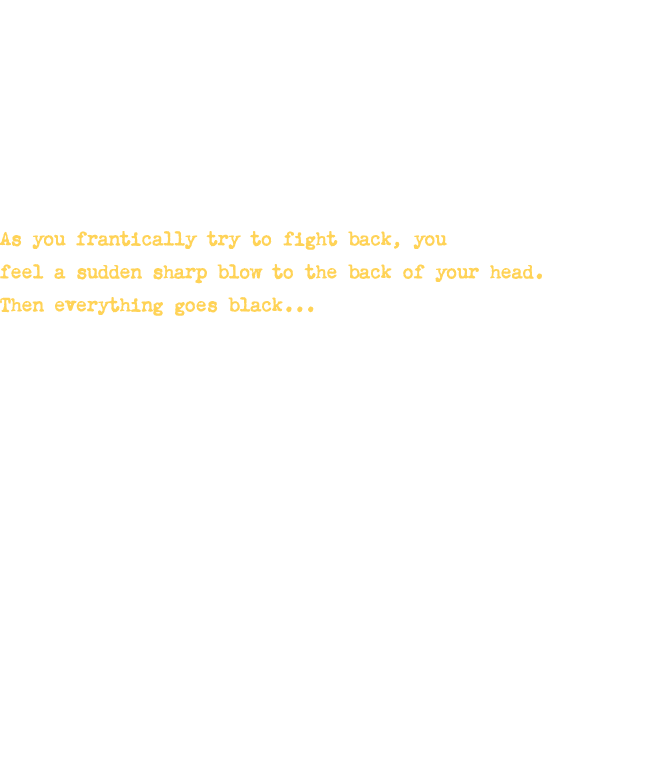 As you frantically try to fight back, you
feel a sudden sharp blow to the back of your head.
Then everything goes black...